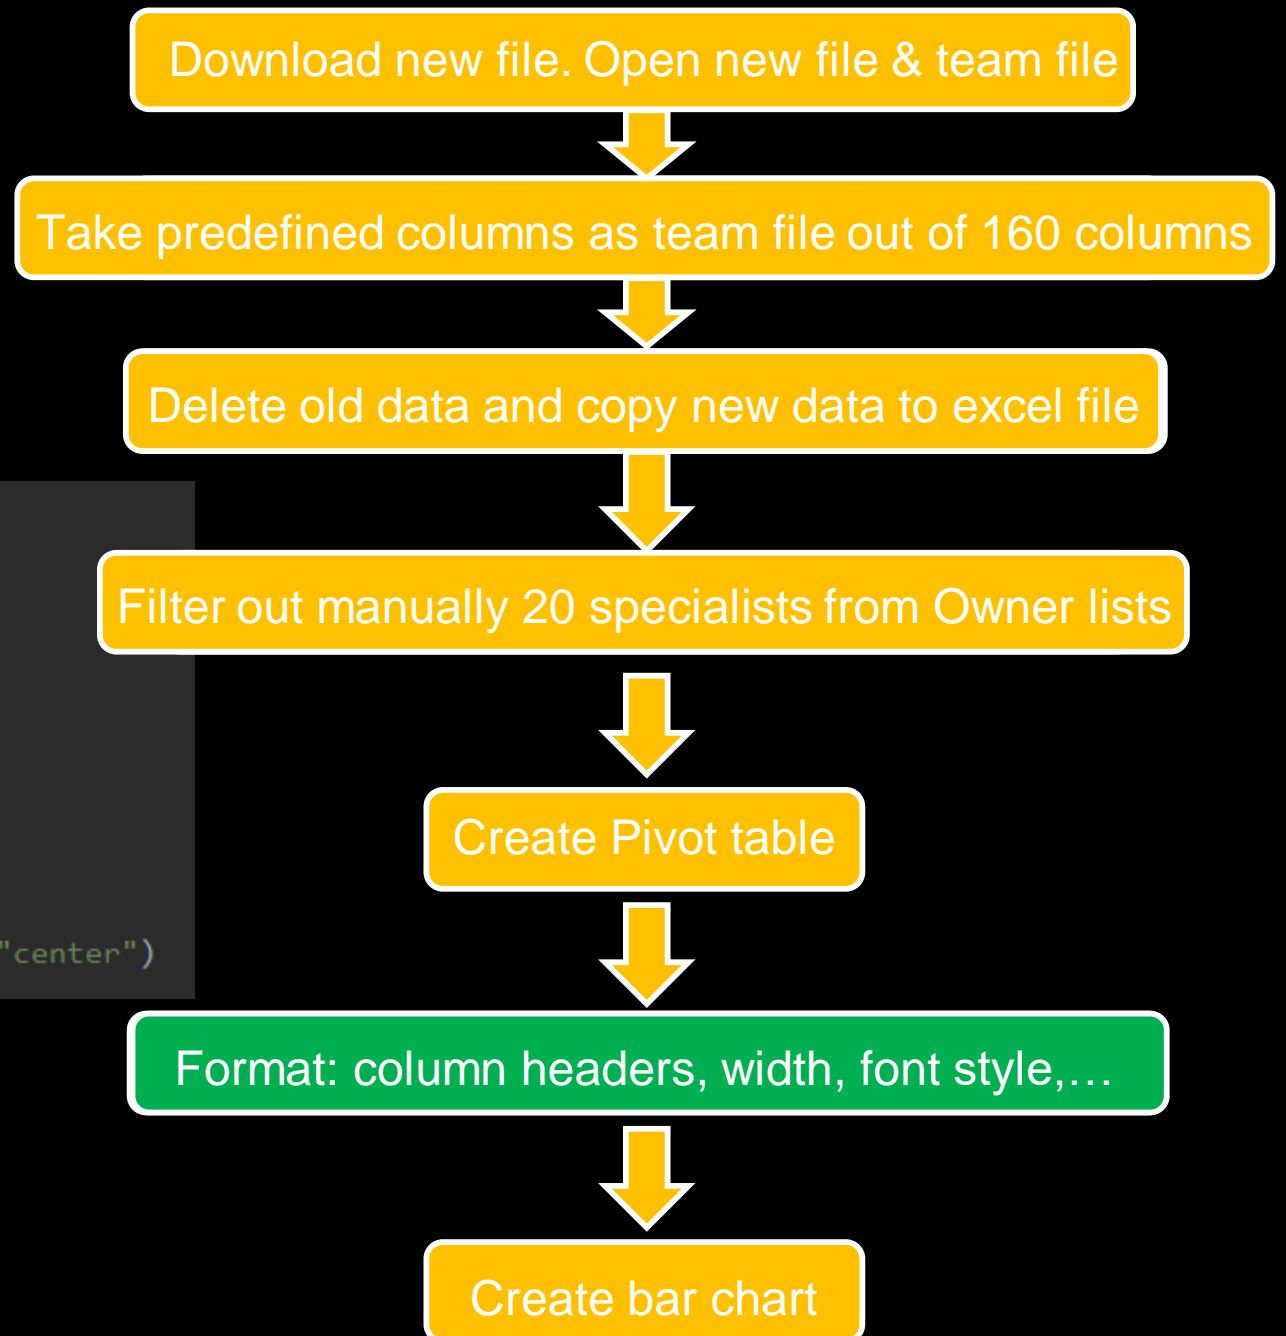 Download new file. Open new file & team file
Take predefined columns as team file out of 160 columns
Delete old data and copy new data to excel file
Filter out manually 20 specialists from Owner lists
Create Pivot table
"center")
Format: column headers, width, font style,…
Create bar chart